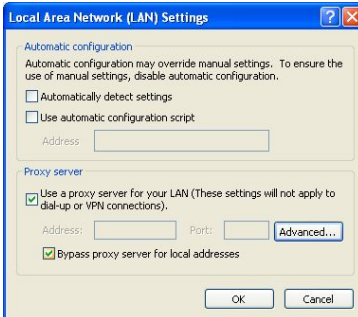 Local Area Network (LAN) Settings
Automatic configuration
Automatic configuration may override manual settings. To ensure the
use of manual settings, disable automatic configuration.
Automatically detect settings
Use automatic configuration script
Address
Proxy server
Use a proxy server for your LAN (These settings will not apply to
dial-up or VPN connections).
Address:
Port:
Advanced...
Bypass proxy server for local addresses
OK
Cancel